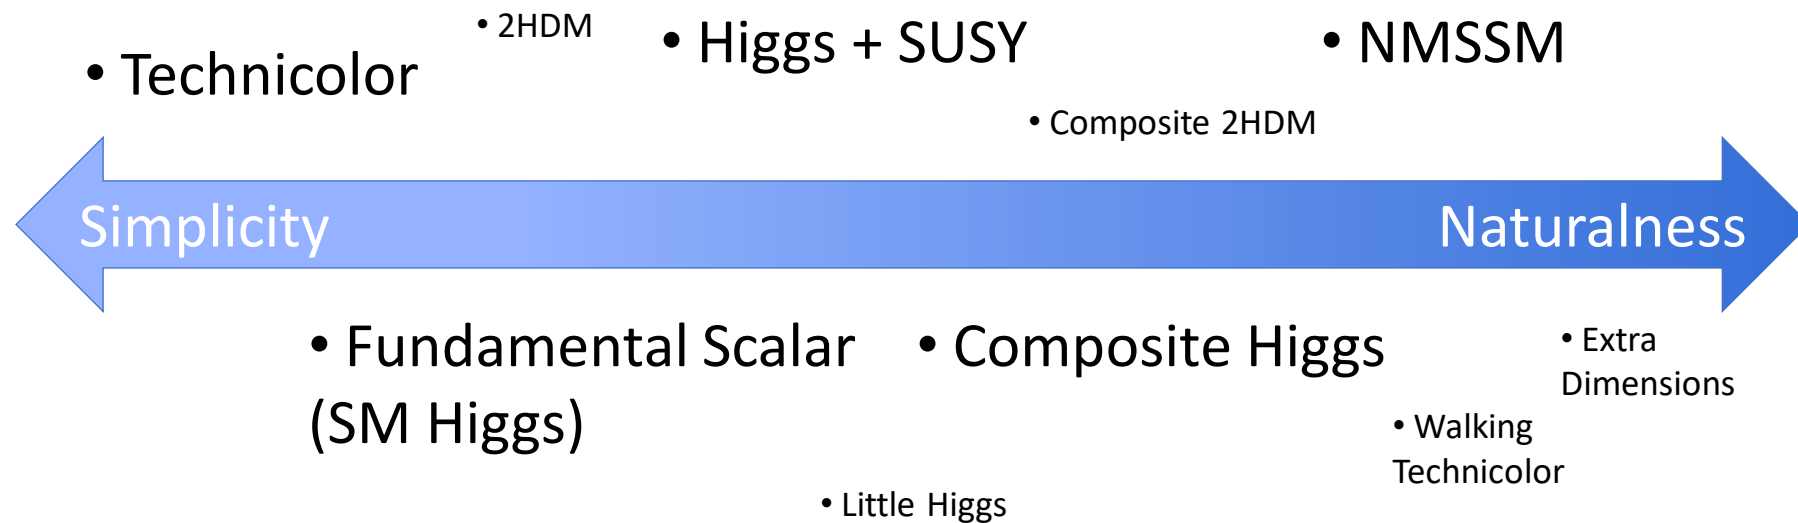 • 2HDM
• Higgs + SUSY
• NMSSM
• Technicolor
• Composite 2HDM
Simplicity
Naturalness
• Fundamental Scalar
(SM Higgs)
• Composite Higgs
• Extra
Dimensions
• Walking
Technicolor
• Little Higgs